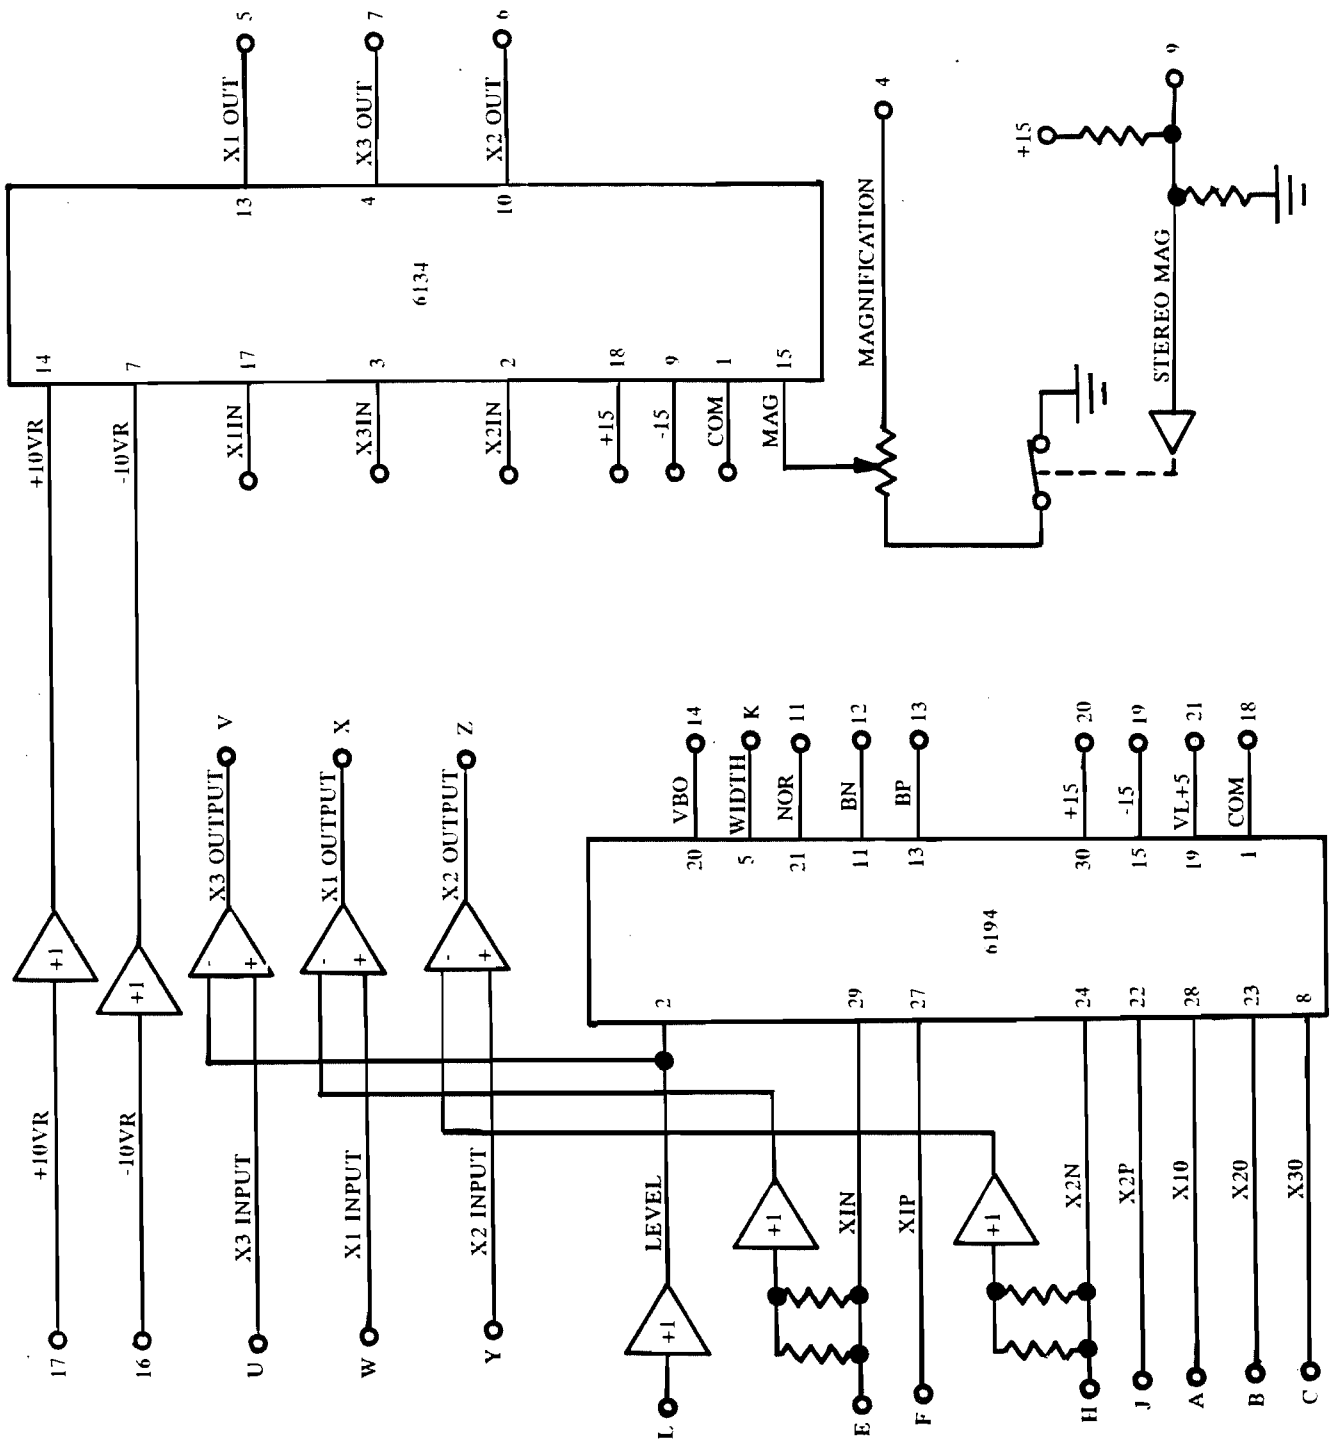 17 +10VR +1 +10VR 14
16 -10VR +1 -10VR 7
U X3 INPUT - + X3 OUTPUT V
W X1 INPUT - + X1 OUTPUT X
Y X2 INPUT - + X2 OUTPUT Z
L +1 LEVEL 2
+1
E X1N 29
F X1P 27
+1
H X2N 24
J X2P 22
A X10 28
B X20 23
C X30 8
6194
20 VBO 14
5 WIDTH K
21 NOR 11
11 BN 12
13 BP 13
30 +15 20
15 -15 19
19 VL+5 21
1 COM 18
X1IN 17
X3IN 3
X2IN 2
+15 18
-15 9
COM 1
MAG 15
6134
13 X1 OUT 5
4 X3 OUT 7
10 X2 OUT 6
MAGNIFICATION 4
+15
STEREO MAG 9